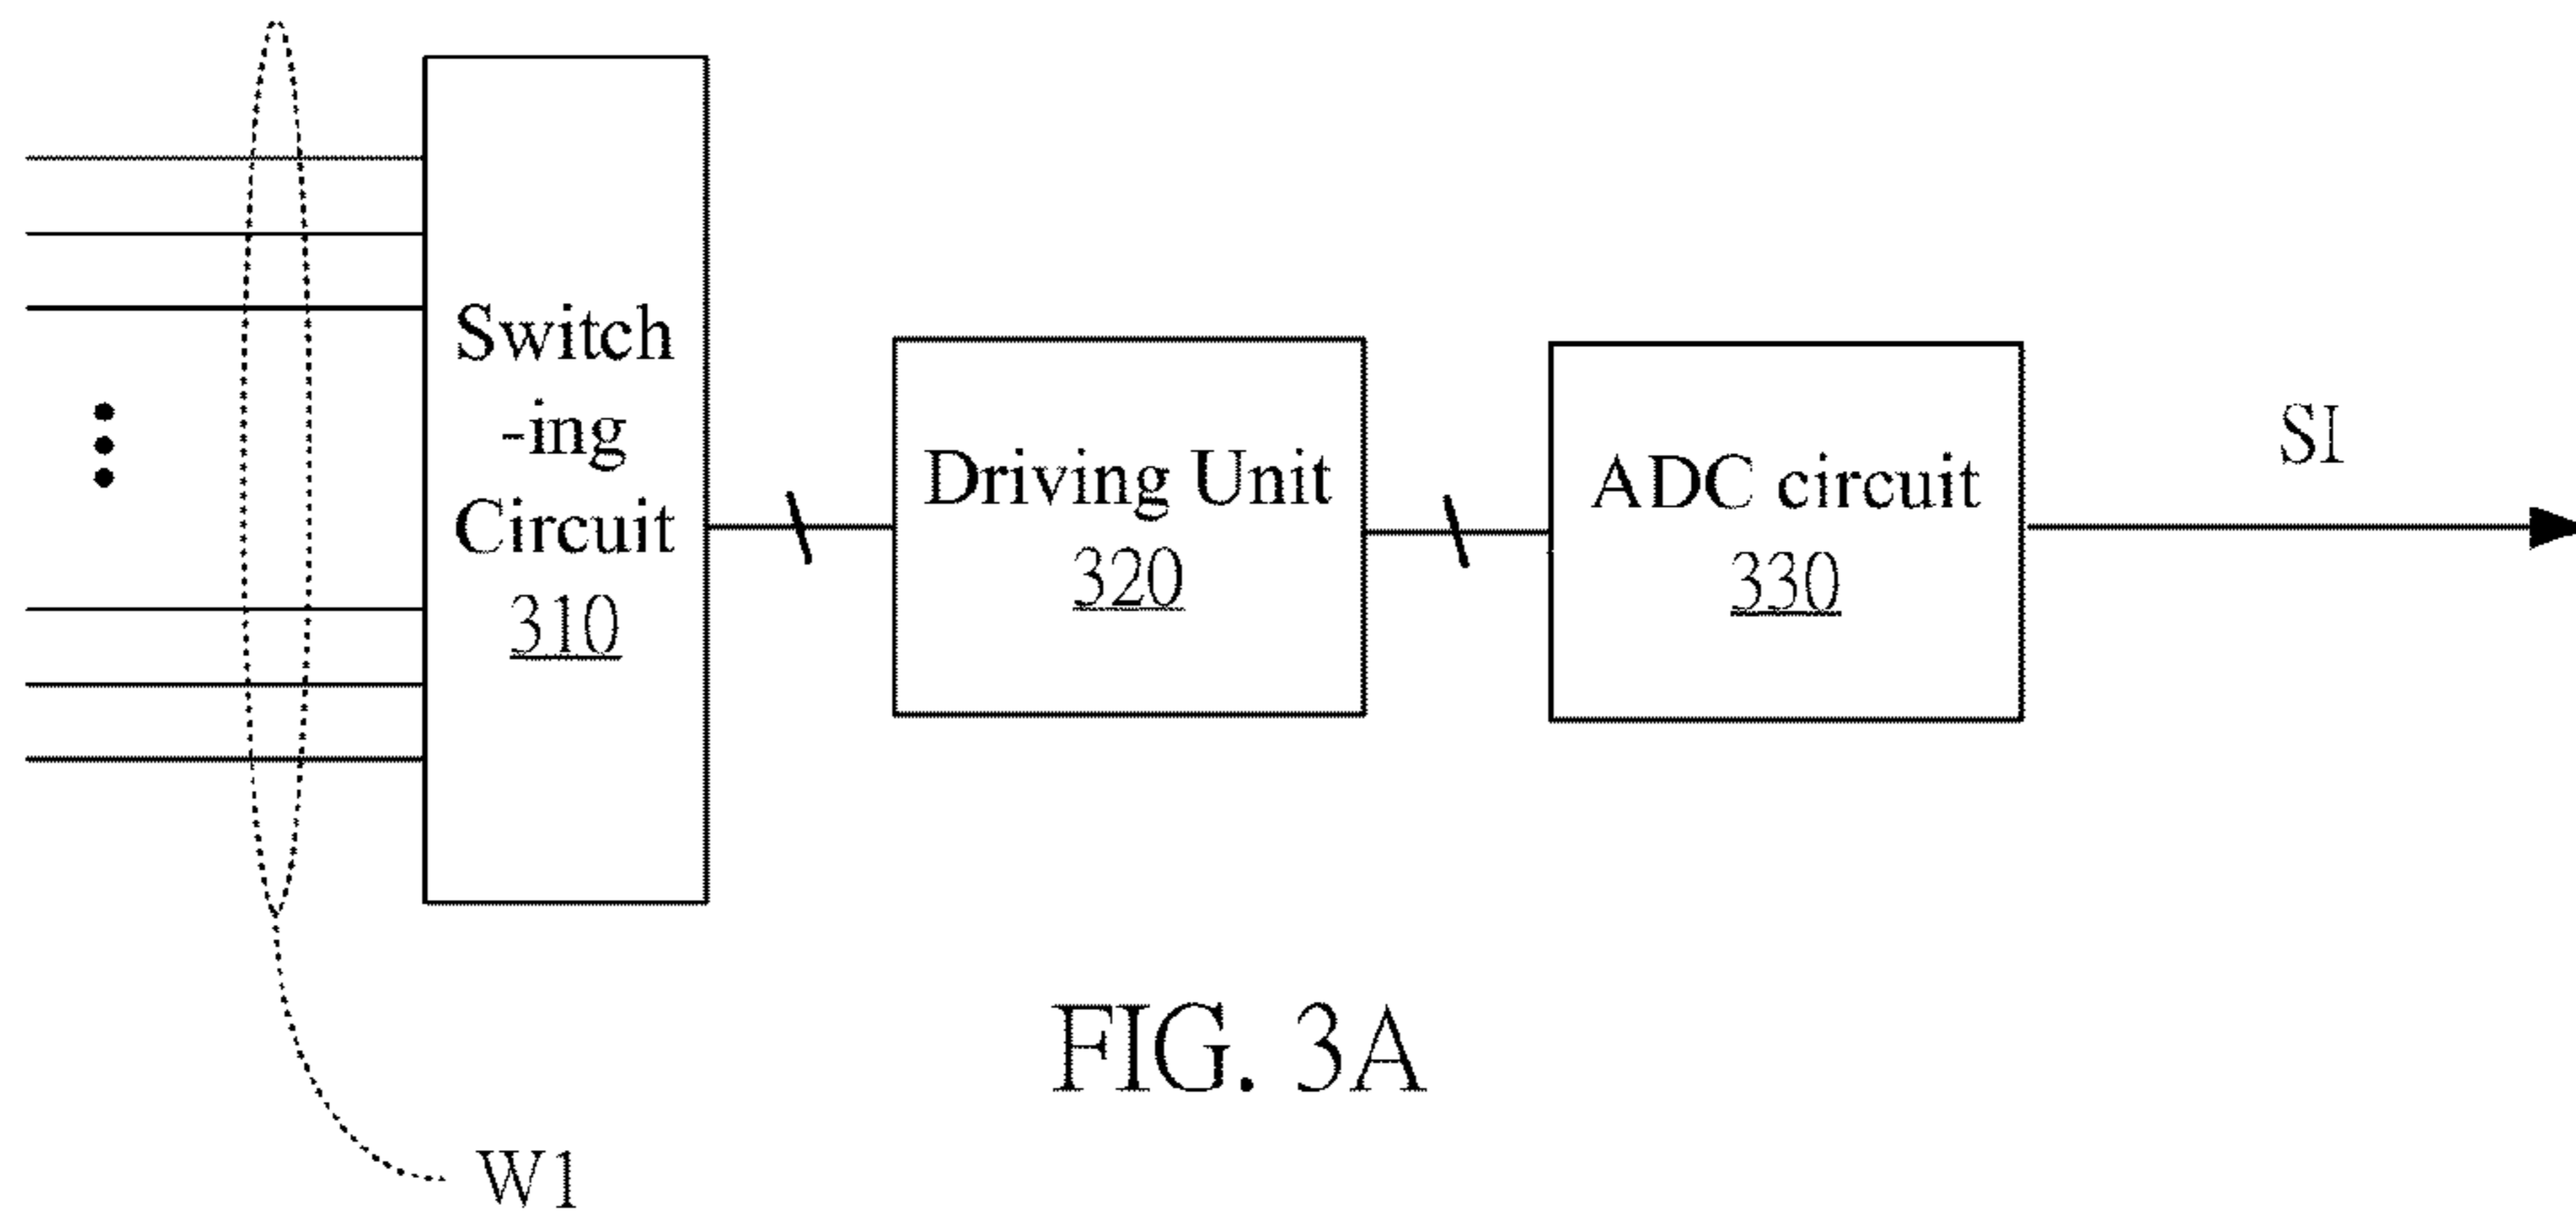 Switch
-ing
Circuit
310
Driving Unit
320
ADC circuit
330
SI
FIG. 3A
W1